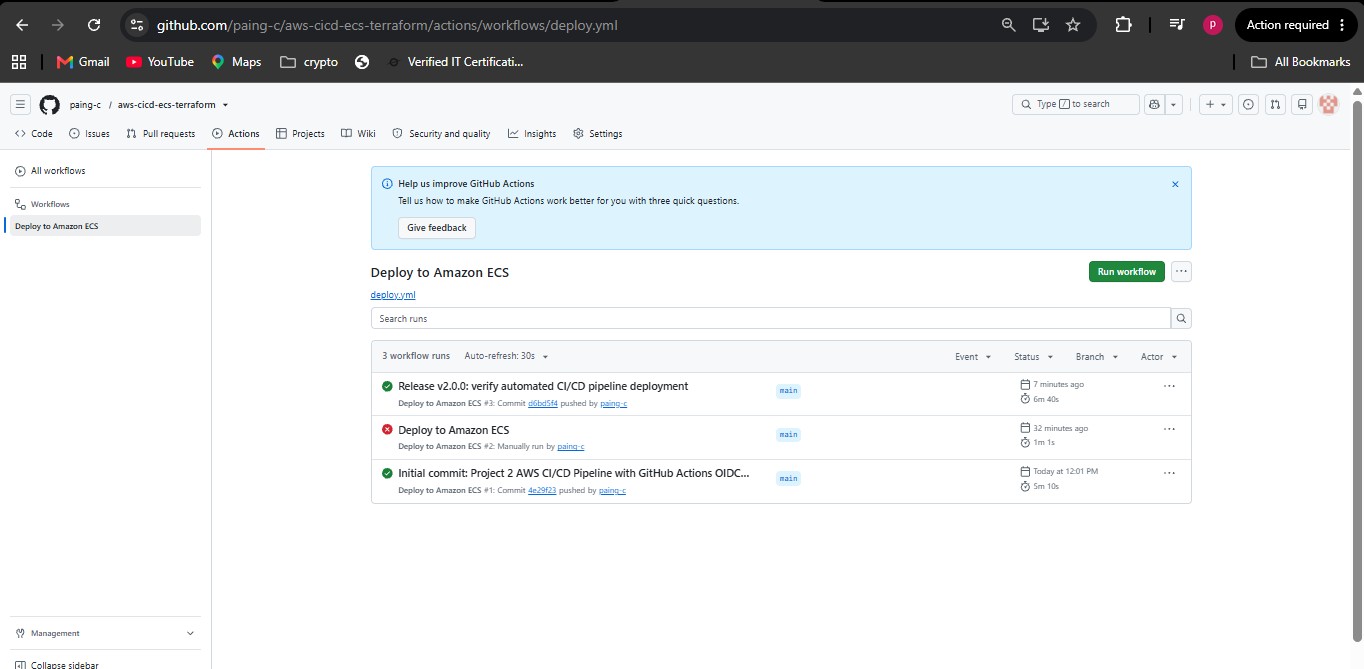 github.com/paing-c/aws-cicd-ecs-terraform/actions/workflows/deploy.yml
p
Action required
Gmail
YouTube
Maps
crypto
Verified IT Certificati...
All Bookmarks
paing-c / aws-cicd-ecs-terraform
Type / to search
Code
Issues
Pull requests
Actions
Projects
Wiki
Security and quality
Insights
Settings
All workflows
Workflows
Deploy to Amazon ECS
Management
Collapse sidebar
Help us improve GitHub Actions
Tell us how to make GitHub Actions work better for you with three quick questions.
Give feedback
Deploy to Amazon ECS
Run workflow
deploy.yml
Search runs
3 workflow runs
Auto-refresh: 30s
Event
Status
Branch
Actor
Release v2.0.0: verify automated CI/CD pipeline deployment
Deploy to Amazon ECS #3: Commit d6bd5f4 pushed by paing-c
main
7 minutes ago
6m 40s
Deploy to Amazon ECS
Deploy to Amazon ECS #2: Manually run by paing-c
main
32 minutes ago
1m 1s
Initial commit: Project 2 AWS CI/CD Pipeline with GitHub Actions OIDC...
Deploy to Amazon ECS #1: Commit 4e29f23 pushed by paing-c
main
Today at 12:01 PM
5m 10s